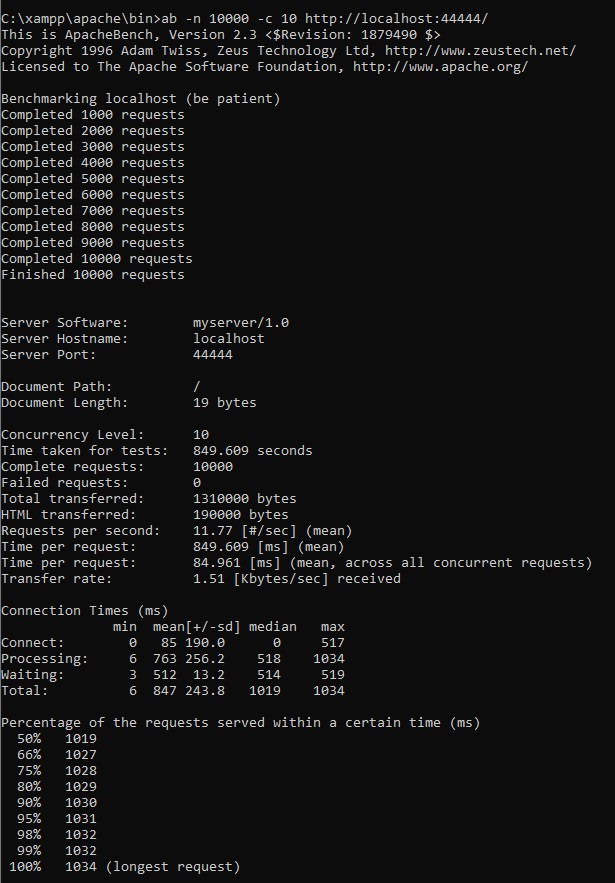 C:\xampp\apache\bin>ab -n 10000 -c 10 http://localhost:44444/
This is ApacheBench, Version 2.3 <$Revision: 1879490 $>
Copyright 1996 Adam Twiss, Zeus Technology Ltd, http://www.zeustech.net/
Licensed to The Apache Software Foundation, http://www.apache.org/

Benchmarking localhost (be patient)
Completed 1000 requests
Completed 2000 requests
Completed 3000 requests
Completed 4000 requests
Completed 5000 requests
Completed 6000 requests
Completed 7000 requests
Completed 8000 requests
Completed 9000 requests
Completed 10000 requests
Finished 10000 requests


Server Software:        myserver/1.0
Server Hostname:        localhost
Server Port:            44444

Document Path:          /
Document Length:        19 bytes

Concurrency Level:      10
Time taken for tests:   849.609 seconds
Complete requests:      10000
Failed requests:        0
Total transferred:      1310000 bytes
HTML transferred:       190000 bytes
Requests per second:    11.77 [#/sec] (mean)
Time per request:       849.609 [ms] (mean)
Time per request:       84.961 [ms] (mean, across all concurrent requests)
Transfer rate:          1.51 [Kbytes/sec] received

Connection Times (ms)
              min  mean[+/-sd] median   max
Connect:        0   85 190.0      0     517
Processing:     6  763 256.2    518    1034
Waiting:        3  512  13.2    514     519
Total:          6  847 243.8   1019    1034

Percentage of the requests served within a certain time (ms)
  50%   1019
  66%   1027
  75%   1028
  80%   1029
  90%   1030
  95%   1031
  98%   1032
  99%   1032
 100%   1034 (longest request)